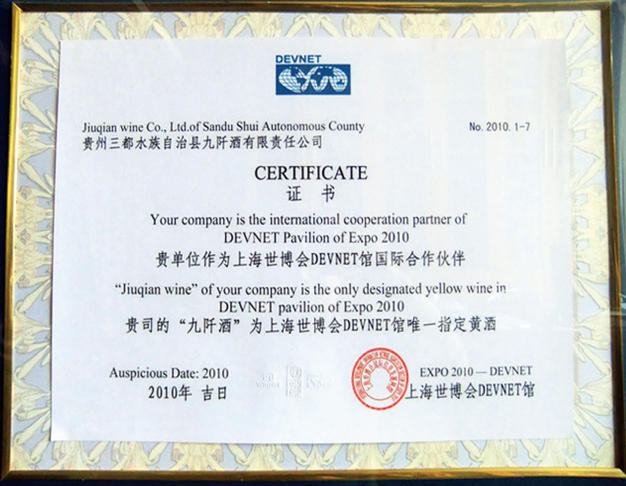 DEVNET
Jiuqian wine Co., Ltd.of Sandu Shui Autonomous County
No. 2010. 1-7
贵州三都水族自治县九阡酒有限责任公司
CERTIFICATE
证 书
Your company is the international cooperation partner of
DEVNET Pavilion of Expo 2010
贵单位作为上海世博会DEVNET馆国际合作伙伴
“Jiuqian wine” of your company is the only designated yellow wine in
DEVNET pavilion of Expo 2010
贵司的“九阡酒”为上海世博会DEVNET馆唯一指定黄酒
Auspicious Date: 2010
EXPO 2010 — DEVNET
2010年 吉日
上海世博会DEVNET馆